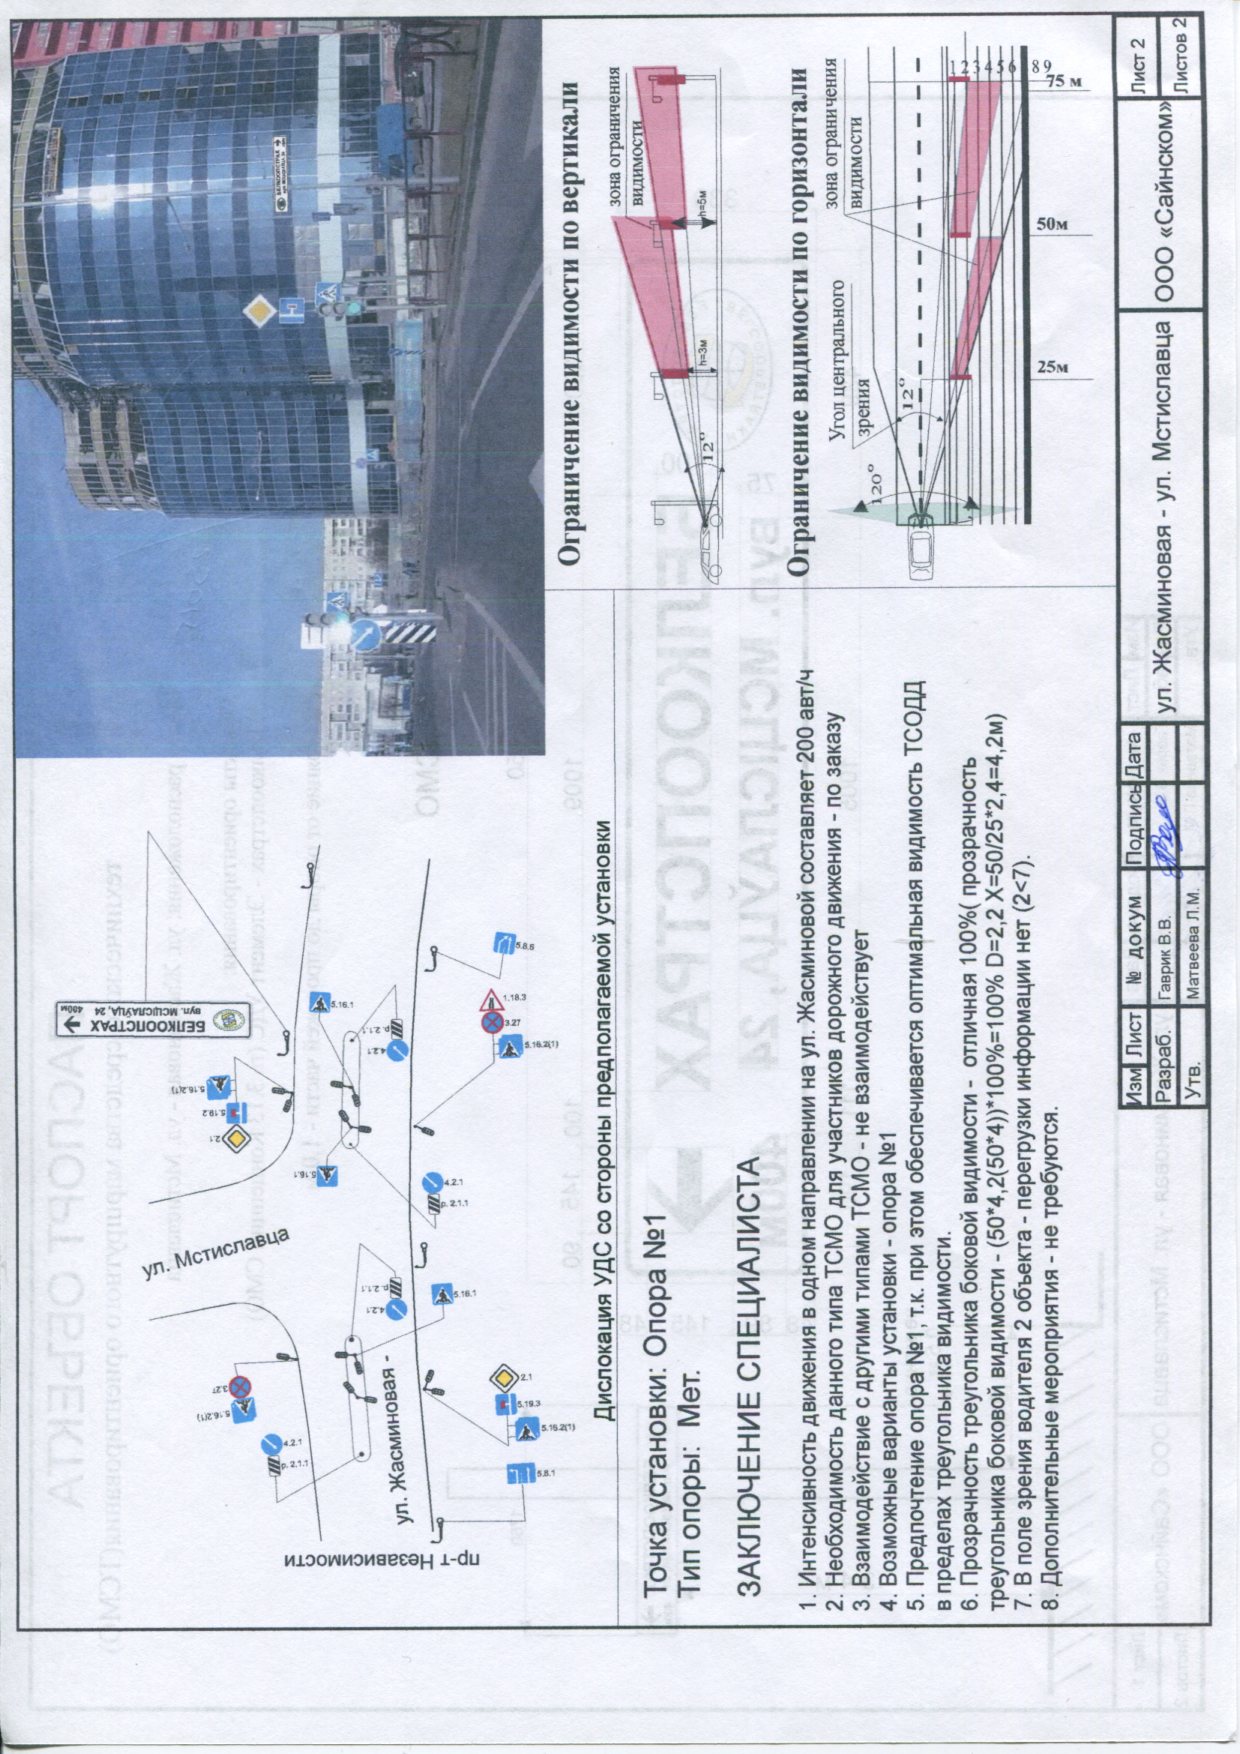 БЕЛКООПСТРАХ
вул. МСЦІСЛАЎЦА, 24
400м
5.16.2(1)
5.19.2
2.1
5.16.1
5.16.1
р. 2.1.1
4.2.1
ул. Мстиславца
3.27
5.16.2(1)
4.2.1
р. 2.1.1
р. 2.1.1
4.2.1
5.16.1
4.2.1
р. 2.1.1
5.8.6
1.18.3
3.27
5.16.2(1)
ул. Жасминовая -
2.1
5.19.3
5.16.2(1)
5.8.1
пр-т Независимости
Дислокация УДС со стороны предполагаемой установки
Точка установки: Опора №1
Тип опоры: Мет.
ЗАКЛЮЧЕНИЕ СПЕЦИАЛИСТА
1. Интенсивность движения в одном направлении на ул. Жасминовой составляет 200 авт/ч
2. Необходимость данного типа ТСМО для участников дорожного движения - по заказу
3. Взаимодействие с другими типами ТСМО - не взаимодействует
4. Возможные варианты установки - опора №1
5. Предпочтение опора №1, т.к. при этом обеспечивается оптимальная видимость ТСОДД
в пределах треугольника видимости.
6. Прозрачность треугольника боковой видимости - отличная 100%( прозрачность
треугольника боковой видимости - (50*4,2(50*4))*100%=100% D=2,2 X=50/25*2,4=4,2м)
7. В поле зрения водителя 2 объекта - перегрузки информации нет (2<7).
8. Дополнительные мероприятия - не требуются.
Ограничение видимости по вертикали
зона ограничения
видимости
h=5м
h=3м
12°
Ограничение видимости по горизонтали
Угол центрального
зрения
зона ограничения
видимости
120°
12°
1 2 3 4 5 6 8 9
25м
50м
75 м
Изм Лист № докум Подпись Дата
Разраб. Гаврик В.В.
Утв. Матвеева Л.М.
ул. Жасминовая - ул. Мстиславца
ООО «Сайнском»
Лист 2
Листов 2